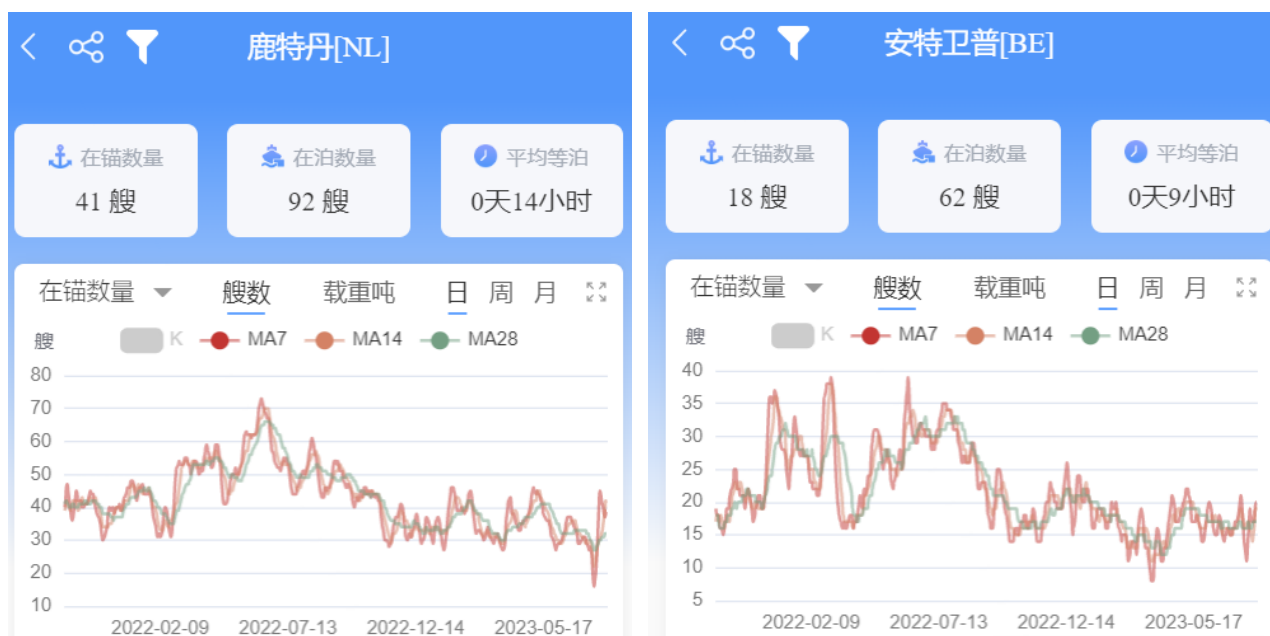 鹿特丹[NL]
在锚数量
在泊数量
平均等泊
41 艘
92 艘
0天14小时
在锚数量 艘数 载重吨 日 周 月
艘 K MA7 MA14 MA28
80
70
60
50
40
30
20
10
2022-02-09 2022-07-13 2022-12-14 2023-05-17
安特卫普[BE]
在锚数量
在泊数量
平均等泊
18 艘
62 艘
0天9小时
在锚数量 艘数 载重吨 日 周 月
艘 K MA7 MA14 MA28
40
35
30
25
20
15
10
5
2022-02-09 2022-07-13 2022-12-14 2023-05-17